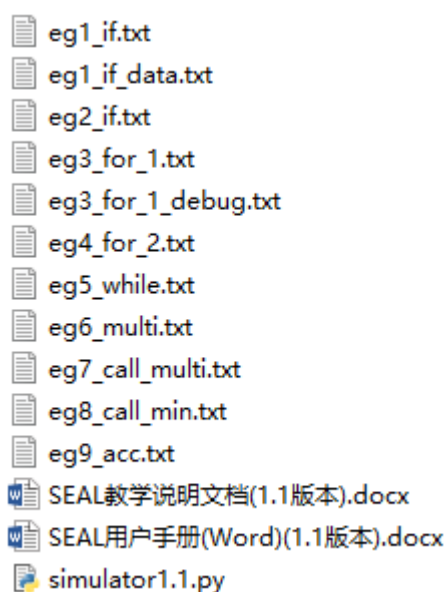 eg1_if.txt
eg1_if_data.txt
eg2_if.txt
eg3_for_1.txt
eg3_for_1_debug.txt
eg4_for_2.txt
eg5_while.txt
eg6_multi.txt
eg7_call_multi.txt
eg8_call_min.txt
eg9_acc.txt
SEAL教学说明文档(1.1版本).docx
SEAL用户手册(Word)(1.1版本).docx
simulator1.1.py